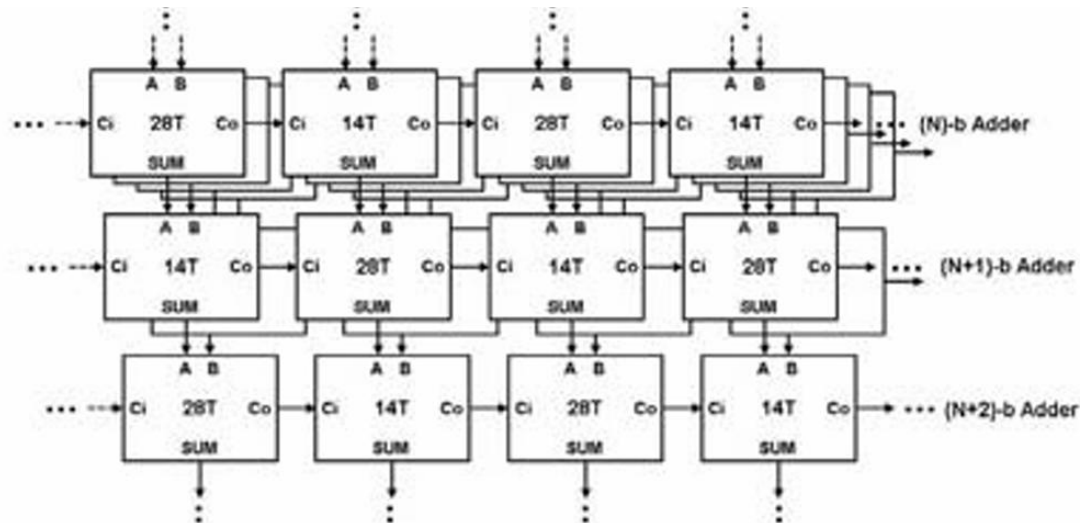 A B A B A B A B
Ci 28T Co Ci 14T Co Ci 28T Co Ci 14T Co ... (N)-b Adder
SUM SUM SUM SUM
A B A B A B A B
... Ci 14T Co Ci 28T Co Ci 14T Co Ci 28T Co ... (N+1)-b Adder
SUM SUM SUM SUM
A B A B A B A B
... Ci 28T Co Ci 14T Co Ci 28T Co Ci 14T Co ... (N+2)-b Adder
SUM SUM SUM SUM